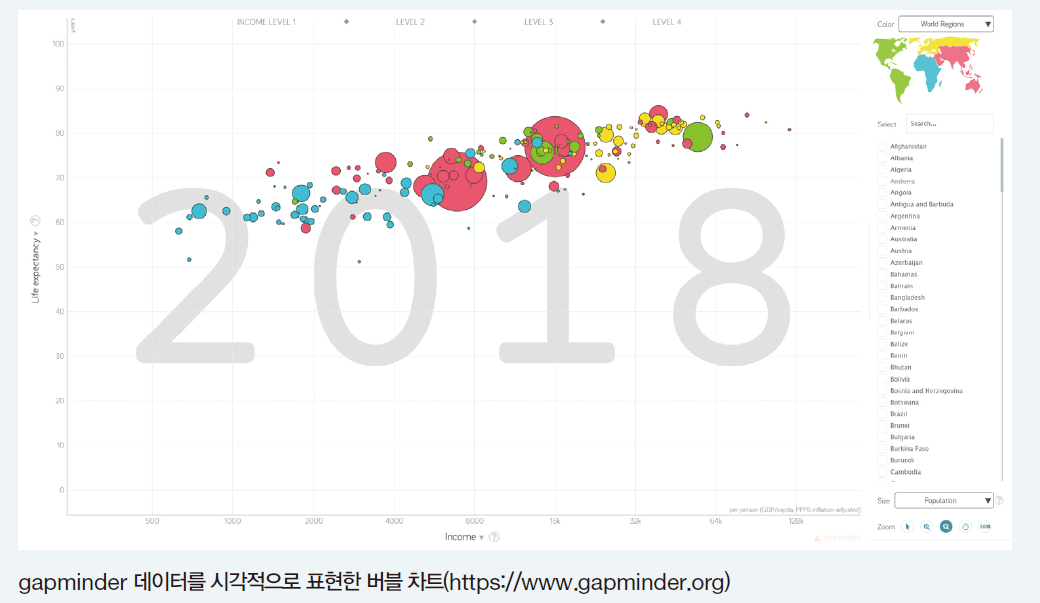 INCOME LEVEL 1 LEVEL 2 LEVEL 3 LEVEL 4
years
100
90
80
70
60
50
40
30
20
10
0
Life expectancy ?
2018
per person (GDP/capita, PPP$ inflation-adjusted)
500 1000 2000 4000 8000 16k 32k 64k 128k
Income ?
Color World Regions
Select Search...
Afghanistan
Albania
Algeria
Andorra
Angola
Antigua and Barbuda
Argentina
Armenia
Australia
Austria
Azerbaijan
Bahamas
Bahrain
Bangladesh
Barbados
Belarus
Belgium
Belize
Benin
Bhutan
Bolivia
Bosnia and Herzegovina
Botswana
Brazil
Brunei
Bulgaria
Burkina Faso
Burundi
Cambodia
Size Population ?
Zoom 100%
gapminder 데이터를 시각적으로 표현한 버블 차트(https://www.gapminder.org)